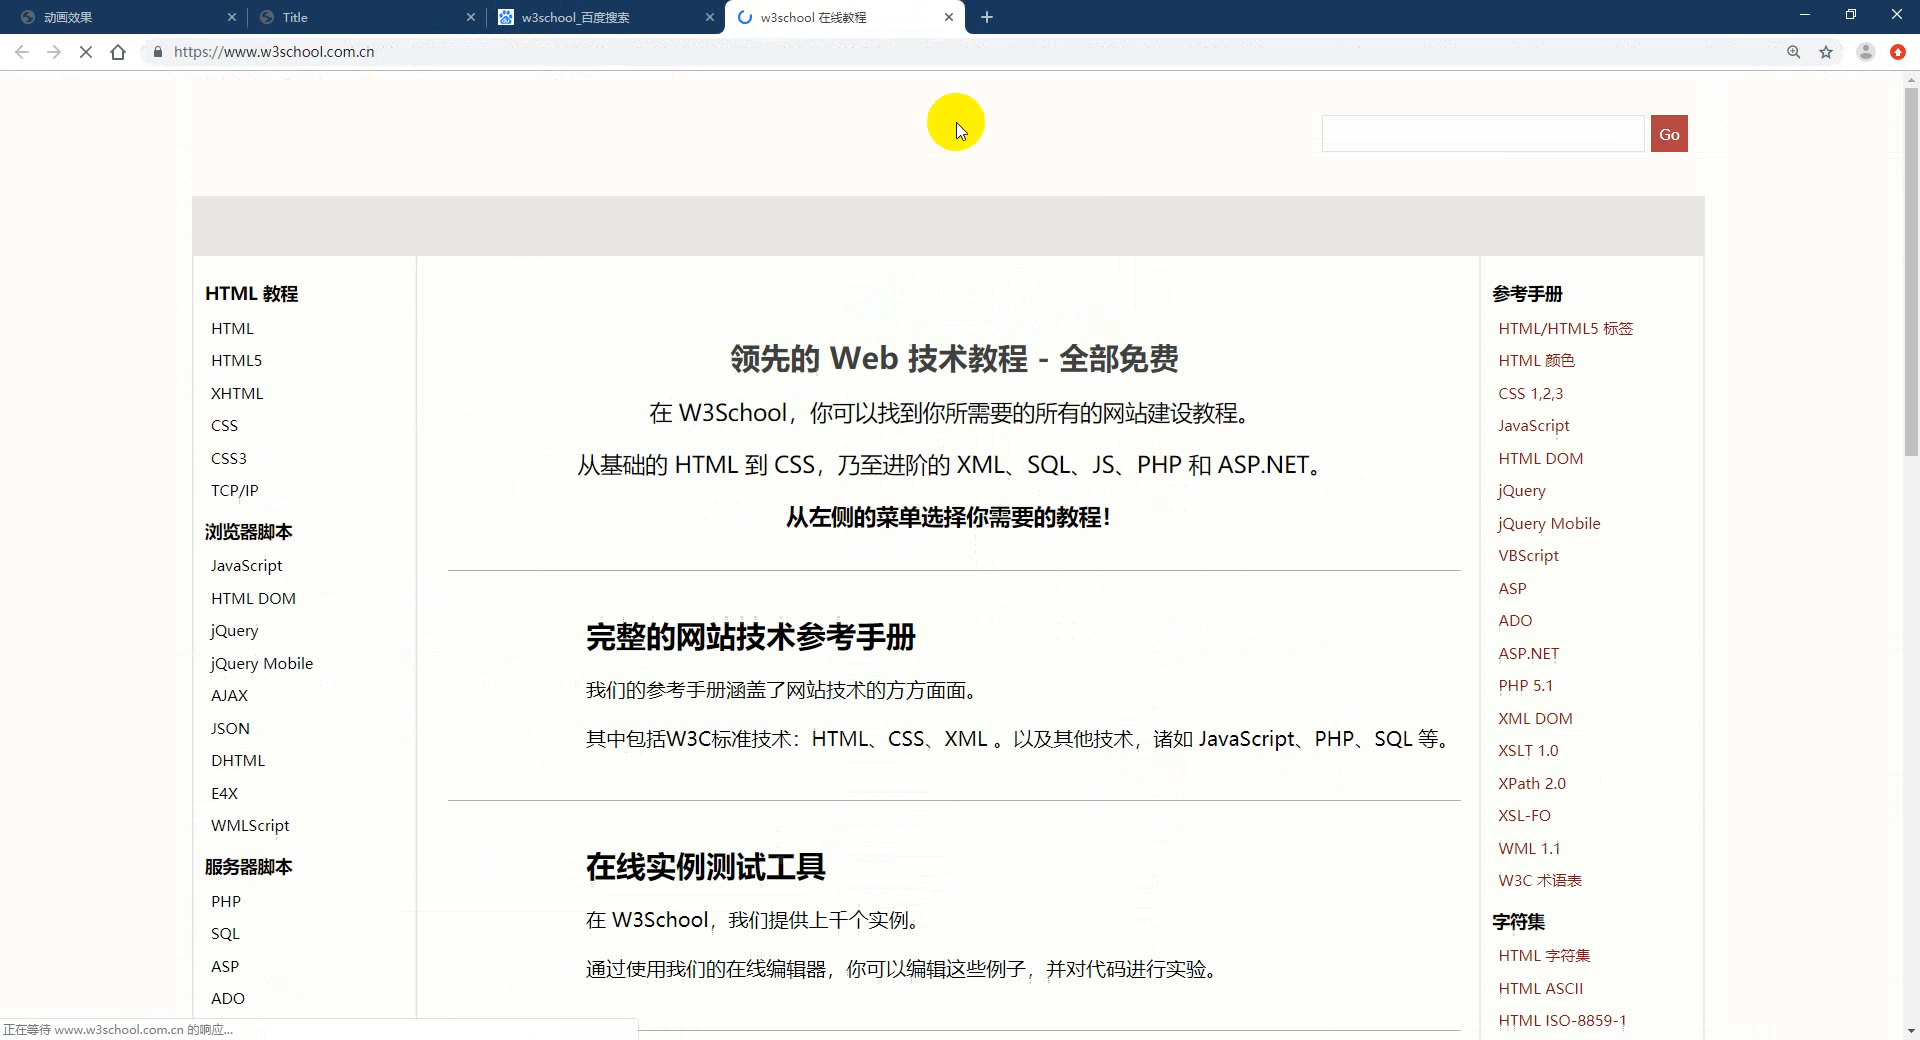 动画效果
Title
w3school_百度搜索
w3school 在线教程
https://www.w3school.com.cn
Go
HTML 教程
HTML
HTML5
XHTML
CSS
CSS3
TCP/IP
浏览器脚本
JavaScript
HTML DOM
jQuery
jQuery Mobile
AJAX
JSON
DHTML
E4X
WMLScript
服务器脚本
PHP
SQL
ASP
ADO
领先的 Web 技术教程 - 全部免费
在 W3School，你可以找到你所需要的所有的网站建设教程。
从基础的 HTML 到 CSS，乃至进阶的 XML、SQL、JS、PHP 和 ASP.NET。
从左侧的菜单选择你需要的教程！
完整的网站技术参考手册
我们的参考手册涵盖了网站技术的方方面面。
其中包括W3C标准技术：HTML、CSS、XML 。以及其他技术，诸如 JavaScript、PHP、SQL 等。
在线实例测试工具
在 W3School，我们提供上千个实例。
通过使用我们的在线编辑器，你可以编辑这些例子，并对代码进行实验。
参考手册
HTML/HTML5 标签
HTML 颜色
CSS 1,2,3
JavaScript
HTML DOM
jQuery
jQuery Mobile
VBScript
ASP
ADO
ASP.NET
PHP 5.1
XML DOM
XSLT 1.0
XPath 2.0
XSL-FO
WML 1.1
W3C 术语表
字符集
HTML 字符集
HTML ASCII
HTML ISO-8859-1
正在等待 www.w3school.com.cn 的响应...